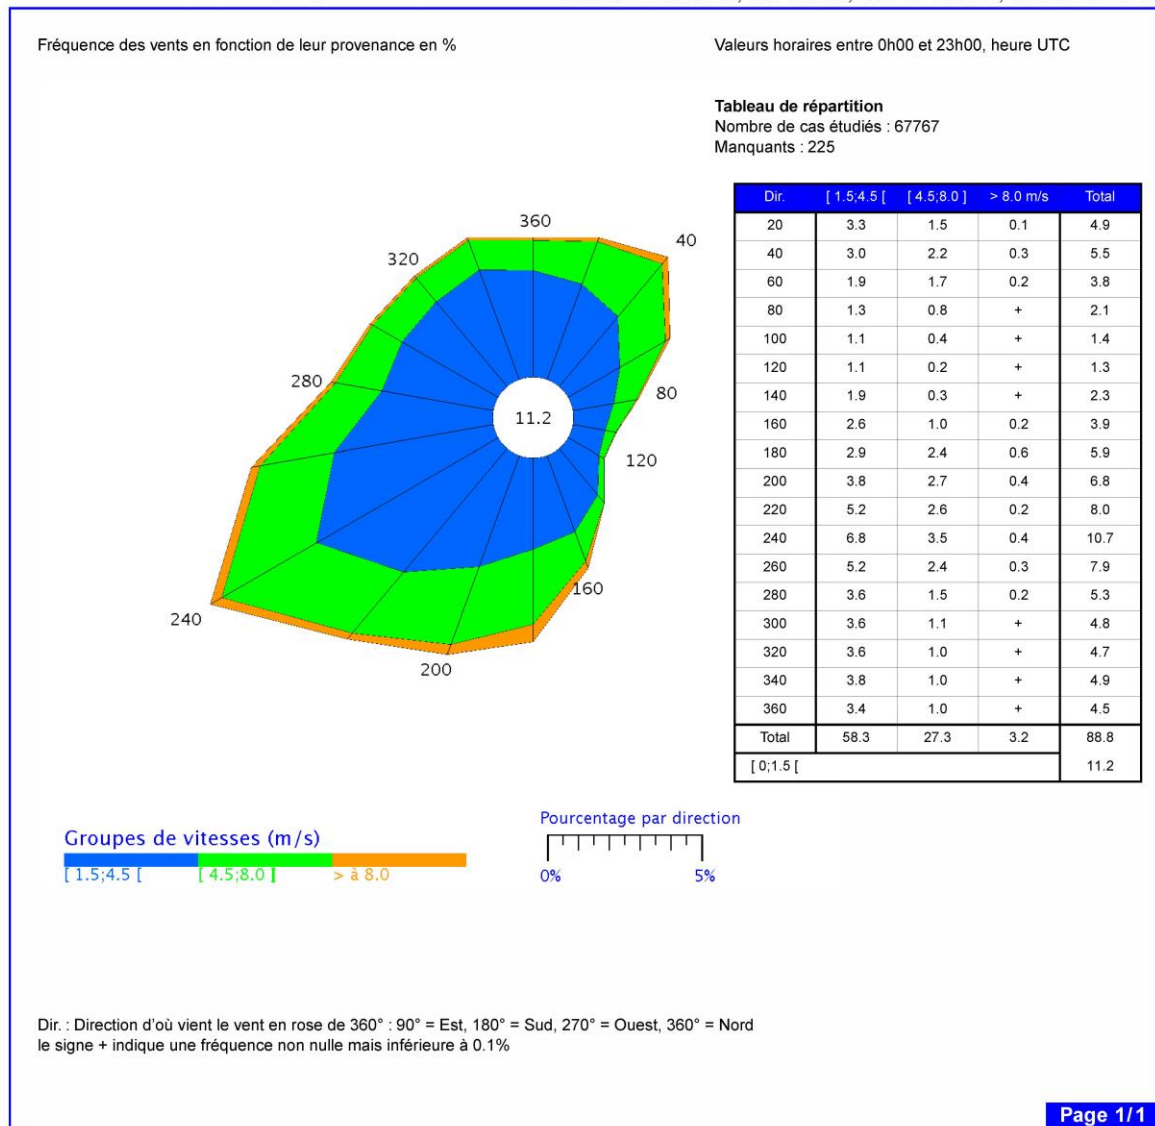 Fréquence des vents en fonction de leur provenance en %
Valeurs horaires entre 0h00 et 23h00, heure UTC
Tableau de répartition
Nombre de cas étudiés : 67767
Manquants : 225
360
40
320
280
80
11.2
120
160
240
200
Dir. [ 1.5;4.5 [ [ 4.5;8.0 ] > 8.0 m/s Total
20 3.3 1.5 0.1 4.9
40 3.0 2.2 0.3 5.5
60 1.9 1.7 0.2 3.8
80 1.3 0.8 + 2.1
100 1.1 0.4 + 1.4
120 1.1 0.2 + 1.3
140 1.9 0.3 + 2.3
160 2.6 1.0 0.2 3.9
180 2.9 2.4 0.6 5.9
200 3.8 2.7 0.4 6.8
220 5.2 2.6 0.2 8.0
240 6.8 3.5 0.4 10.7
260 5.2 2.4 0.3 7.9
280 3.6 1.5 0.2 5.3
300 3.6 1.1 + 4.8
320 3.6 1.0 + 4.7
340 3.8 1.0 + 4.9
360 3.4 1.0 + 4.5
Total 58.3 27.3 3.2 88.8
[ 0;1.5 [ 11.2
Groupes de vitesses (m/s)
[ 1.5;4.5 [ [ 4.5;8.0 ] > à 8.0
Pourcentage par direction
0% 5%
Dir. : Direction d'où vient le vent en rose de 360° : 90° = Est, 180° = Sud, 270° = Ouest, 360° = Nord
le signe + indique une fréquence non nulle mais inférieure à 0.1%
Page 1/1